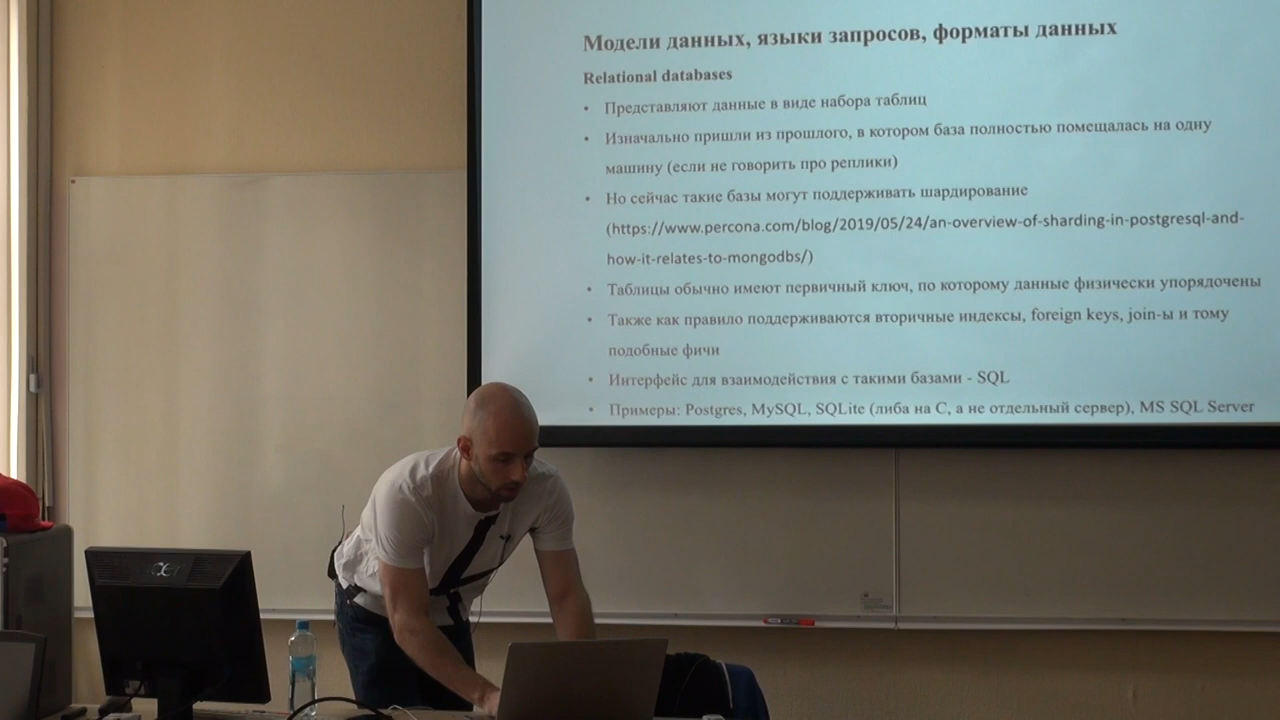 Модели данных, языки запросов, форматы данных
Relational databases
• Представляют данные в виде набора таблиц
• Изначально пришли из прошлого, в котором база полностью помещалась на одну
машину (если не говорить про реплики)
• Но сейчас такие базы могут поддерживать шардирование
(https://www.percona.com/blog/2019/05/24/an-overview-of-sharding-in-postgresql-and-
how-it-relates-to-mongodbs/)
• Таблицы обычно имеют первичный ключ, по которому данные физически упорядочены
• Также как правило поддерживаются вторичные индексы, foreign keys, join-ы и тому
подобные фичи
• Интерфейс для взаимодействия с такими базами - SQL
• Примеры: Postgres, MySQL, SQLite (либа на C, а не отдельный сервер), MS SQL Server